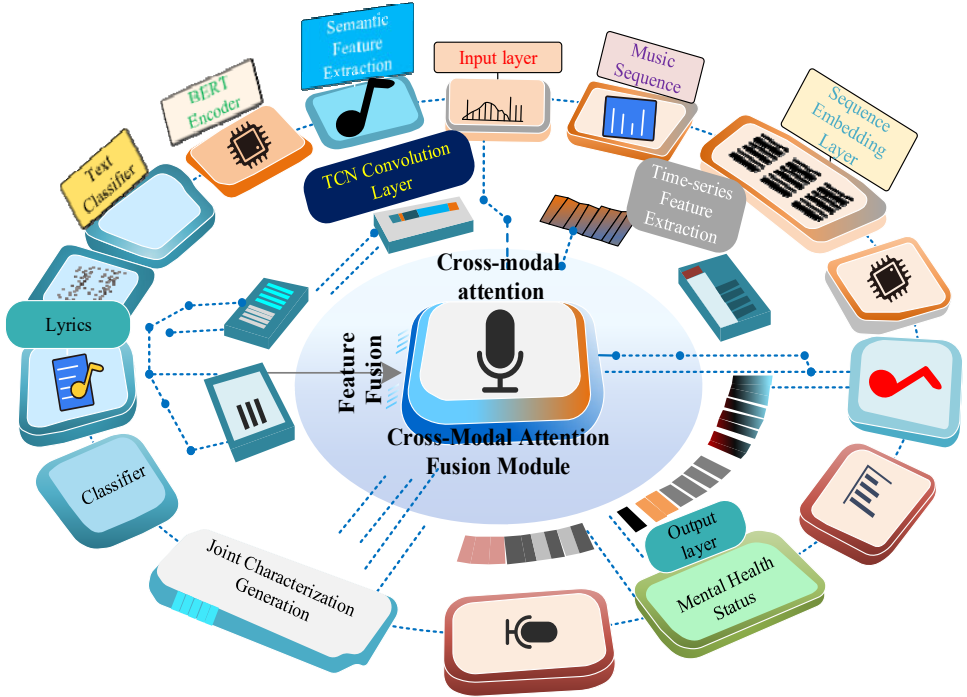 Semantic
Feature
Extraction
Input layer
Music
Sequence
BERT
Encoder
Sequence
Embedding
Layer
Text
Classifier
TCN Convolution
Layer
Time-series
Feature
Extraction
Cross-modal
attention
Lyrics
Feature
Fusion
Cross-Modal Attention
Fusion Module
Classifier
Output
layer
Joint Characterization
Generation
Mental Health
Status